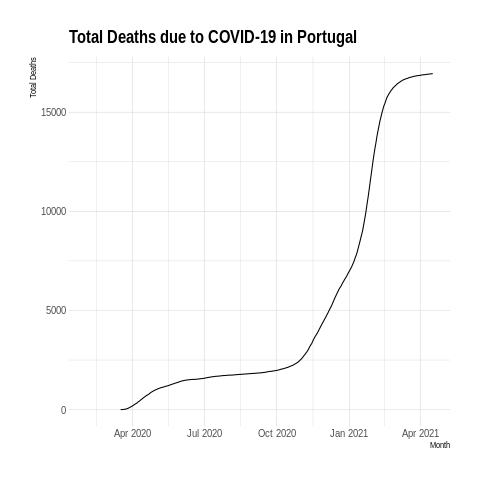 Total Deaths due to COVID-19 in Portugal
Total Deaths
15000
10000
5000
0
Apr 2020 Jul 2020 Oct 2020 Jan 2021 Apr 2021
Month